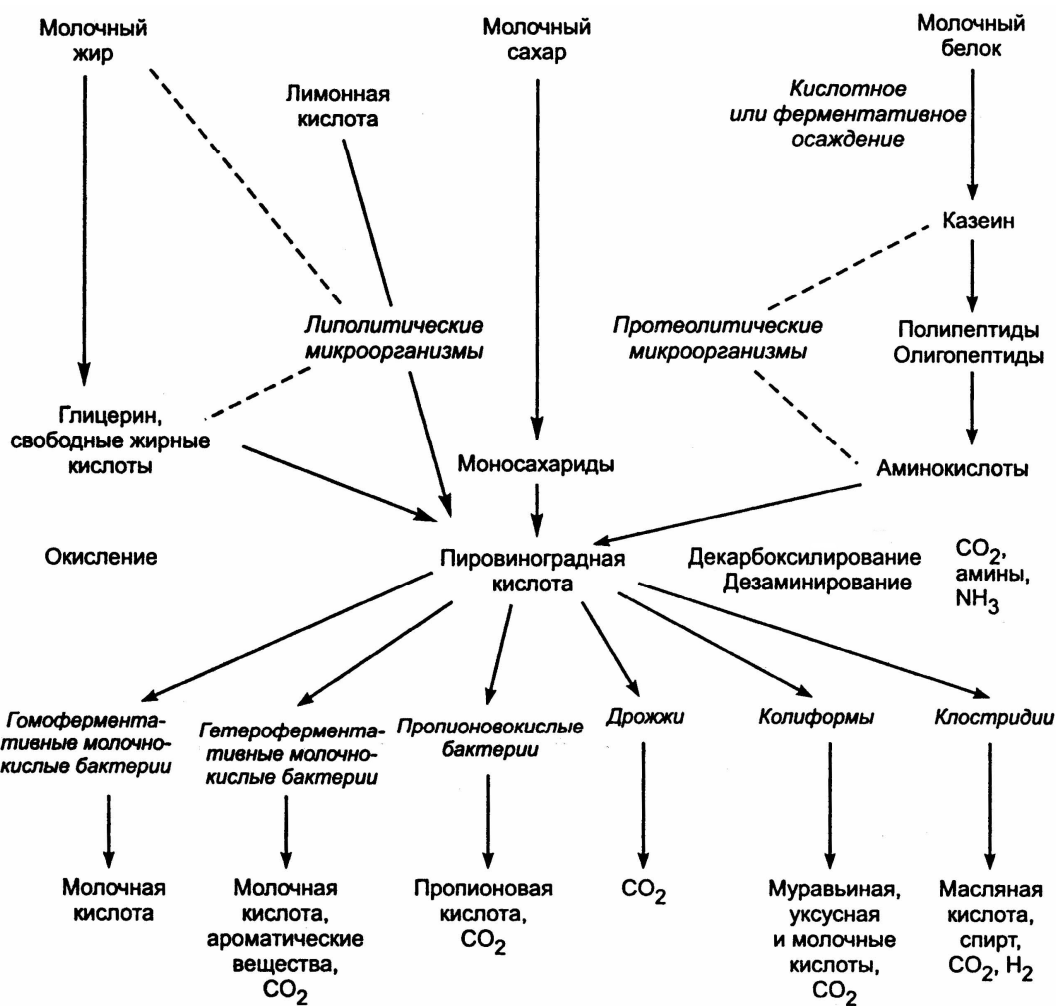 Молочный
жир
Молочный
сахар
Молочный
белок
Лимонная
кислота
Кислотное
или ферментативное
осаждение
Казеин
Липолитические
микроорганизмы
Протеолитические
микроорганизмы
Полипептиды
Олигопептиды
Глицерин,
свободные жирные
кислоты
Моносахариды
Аминокислоты
Окисление
Пировиноградная
кислота
Декарбоксилирование
Дезаминирование
CO2,
амины,
NH3
Гомофермента-
тивные молочно-
кислые бактерии
Гетерофермента-
тивные молочно-
кислые бактерии
Пропионовокислые
бактерии
Дрожжи
Колиформы
Клостридии
Молочная
кислота
Молочная
кислота,
ароматические
вещества,
CO2
Пропионовая
кислота,
CO2
CO2
Муравьиная,
уксусная
и молочные
кислоты,
CO2
Масляная
кислота,
спирт,
CO2, H2